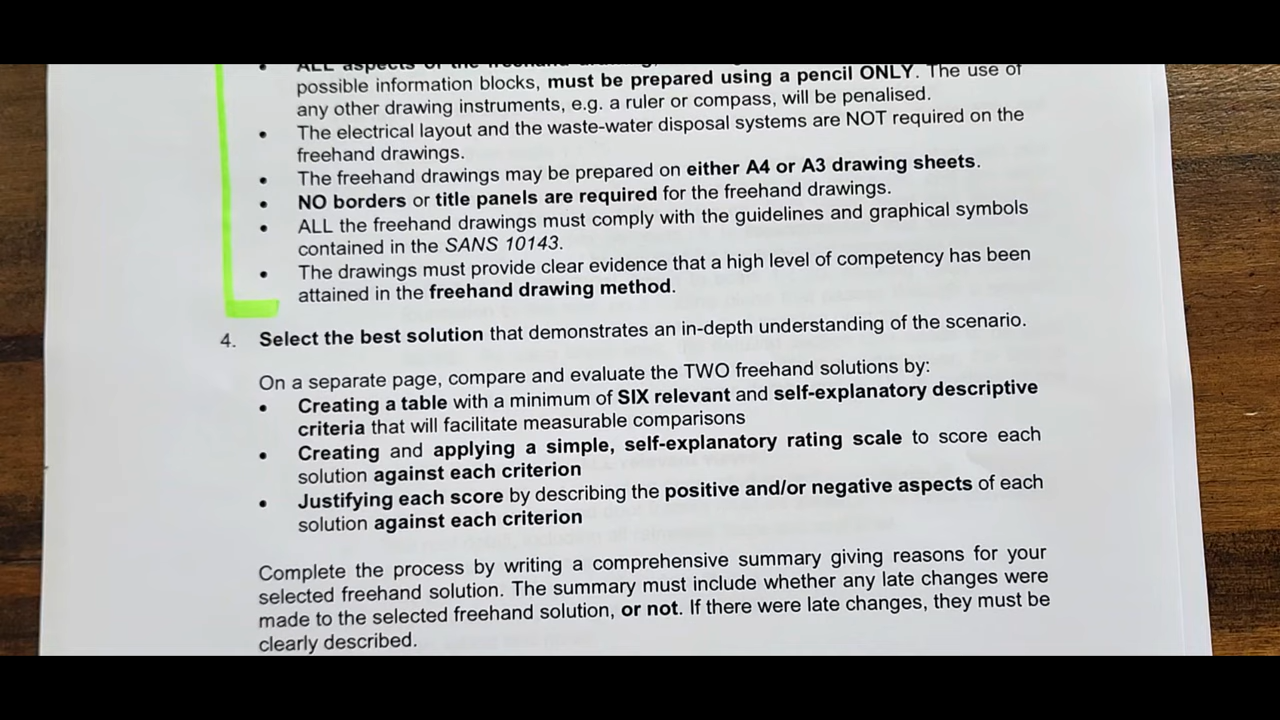 ALL aspects of the freehand
possible information blocks, must be prepared using a pencil ONLY. The use of
any other drawing instruments, e.g. a ruler or compass, will be penalised.
• The electrical layout and the waste-water disposal systems are NOT required on the
freehand drawings.
• The freehand drawings may be prepared on either A4 or A3 drawing sheets.
• NO borders or title panels are required for the freehand drawings.
• ALL the freehand drawings must comply with the guidelines and graphical symbols
contained in the SANS 10143.
• The drawings must provide clear evidence that a high level of competency has been
attained in the freehand drawing method.
4. Select the best solution that demonstrates an in-depth understanding of the scenario.
On a separate page, compare and evaluate the TWO freehand solutions by:
• Creating a table with a minimum of SIX relevant and self-explanatory descriptive
criteria that will facilitate measurable comparisons
• Creating and applying a simple, self-explanatory rating scale to score each
solution against each criterion
• Justifying each score by describing the positive and/or negative aspects of each
solution against each criterion
Complete the process by writing a comprehensive summary giving reasons for your
selected freehand solution. The summary must include whether any late changes were
made to the selected freehand solution, or not. If there were late changes, they must be
clearly described.